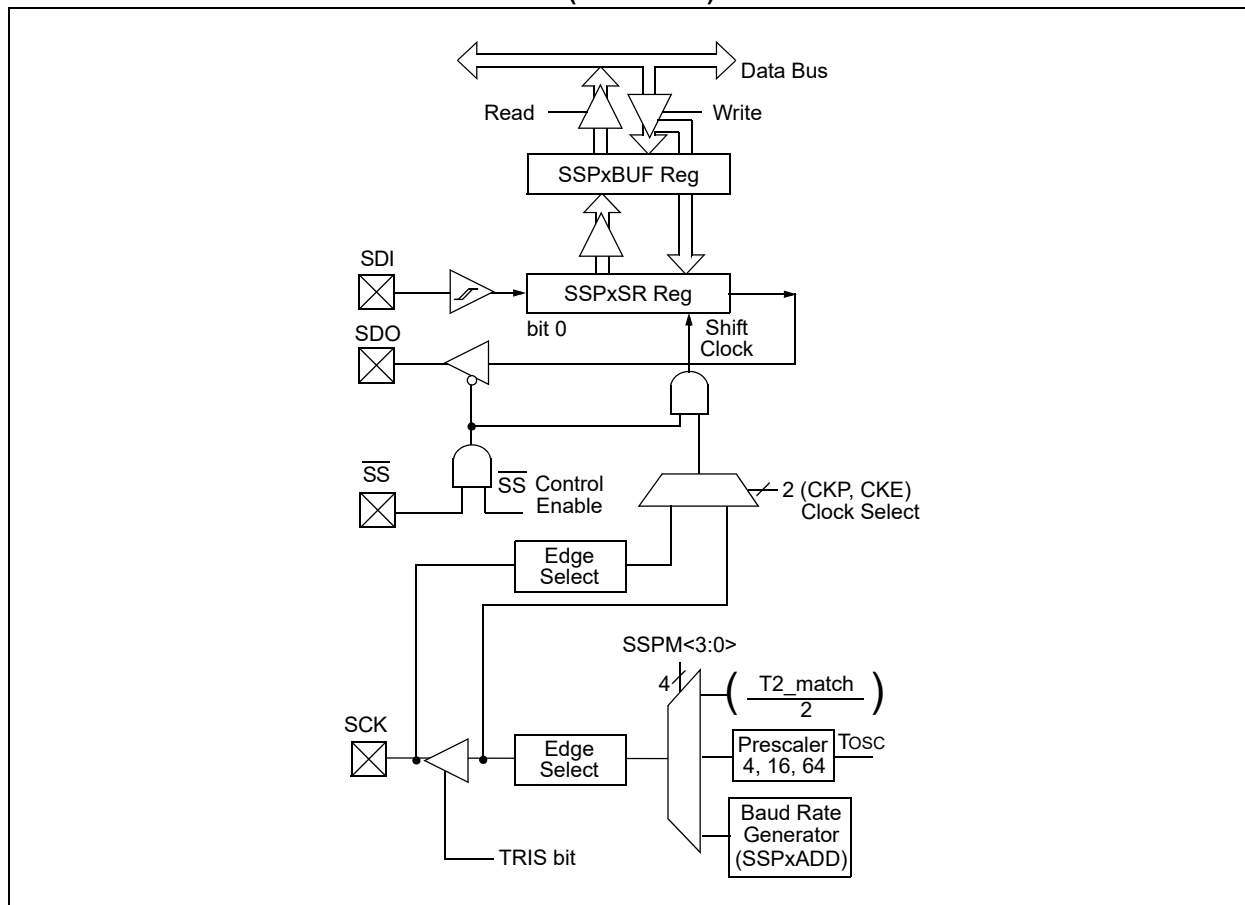 Data Bus
Read
Write
SSPxBUF Reg
SDI
SSPxSR Reg
bit 0
Shift
Clock
SDO
SS
SS Control
Enable
2 (CKP, CKE)
Clock Select
Edge
Select
SSPM<3:0>
4
( T2_match )
2
SCK
Edge
Select
Prescaler
4, 16, 64
TOSC
Baud Rate
Generator
(SSPxADD)
TRIS bit